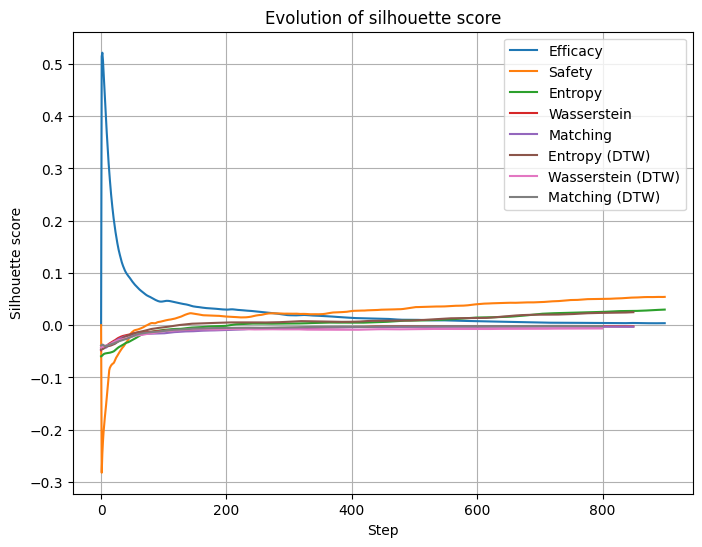 Evolution of silhouette score
Efficacy
Safety
Entropy
Wasserstein
Matching
Entropy (DTW)
Wasserstein (DTW)
Matching (DTW)
Silhouette score
0.5
0.4
0.3
0.2
0.1
0.0
−0.1
−0.2
−0.3
0 200 400 600 800
Step